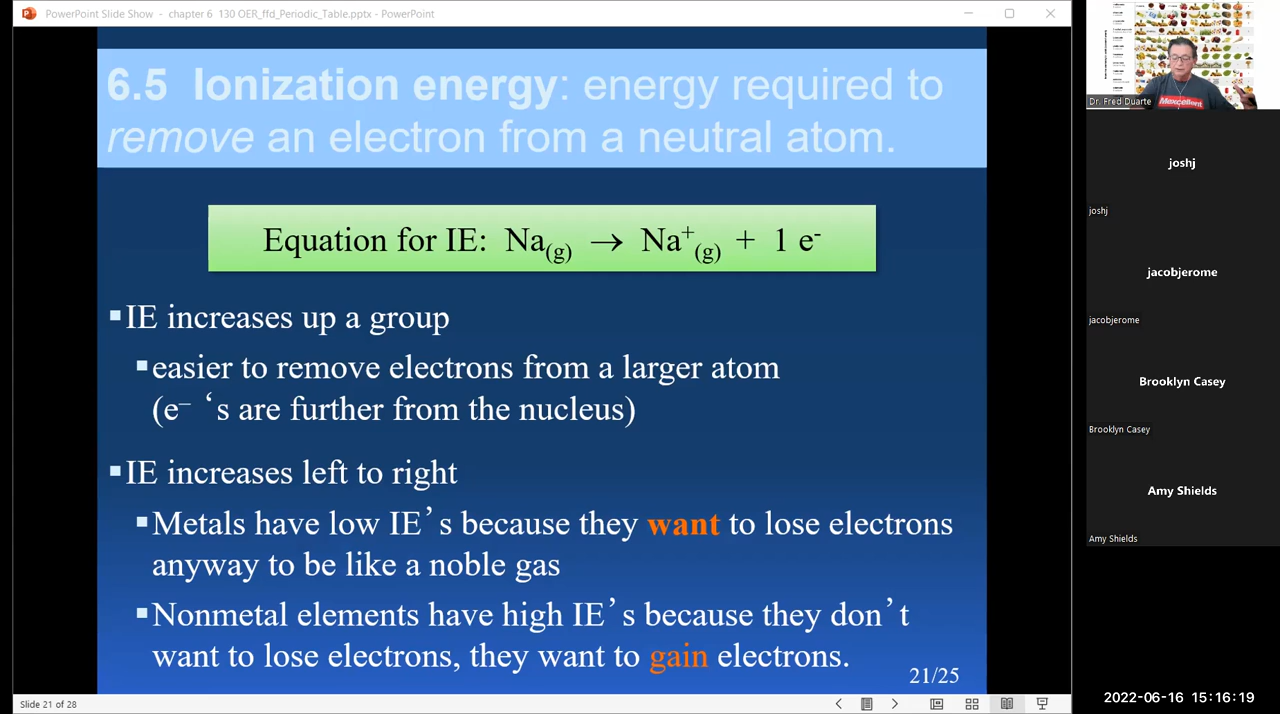 PowerPoint Slide Show - chapter 6 130 OER_ffd_Periodic_Table.pptx - PowerPoint
6.5 Ionization energy: energy required to
remove an electron from a neutral atom.
Equation for IE: Na(g) → Na+(g) + 1 e-
▪IE increases up a group
▪easier to remove electrons from a larger atom
(e– ‘s are further from the nucleus)
▪IE increases left to right
▪Metals have low IE’s because they want to lose electrons
anyway to be like a noble gas
▪Nonmetal elements have high IE’s because they don’t
want to lose electrons, they want to gain electrons.
21/25
Slide 21 of 28
Mexcellent
Dr. Fred Duarte
joshj
joshj
jacobjerome
jacobjerome
Brooklyn Casey
Brooklyn Casey
Amy Shields
Amy Shields
2022-06-16 15:16:19